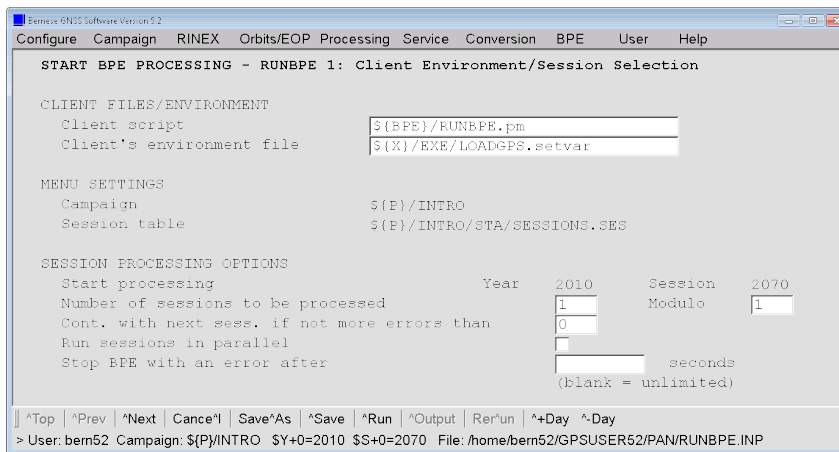 Bernese GNSS Software Version 5.2
Configure Campaign RINEX Orbits/EOP Processing Service Conversion BPE User Help
START BPE PROCESSING - RUNBPE 1: Client Environment/Session Selection
CLIENT FILES/ENVIRONMENT
Client script ${BPE}/RUNBPE.pm
Client's environment file ${X}/EXE/LOADGPS.setvar
MENU SETTINGS
Campaign ${P}/INTRO
Session table ${P}/INTRO/STA/SESSIONS.SES
SESSION PROCESSING OPTIONS
Start processing Year 2010 Session 2070
Number of sessions to be processed 1 Modulo 1
Cont. with next sess. if not more errors than 0
Run sessions in parallel
Stop BPE with an error after seconds
(blank = unlimited)
^Top | ^Prev | ^Next | Cance^l | Save^As | ^Save | ^Run | ^Output | Rer^un | ^+Day ^-Day
> User: bern52 Campaign: ${P}/INTRO $Y+0=2010 $S+0=2070 File: /home/bern52/GPSUSER52/PAN/RUNBPE.INP